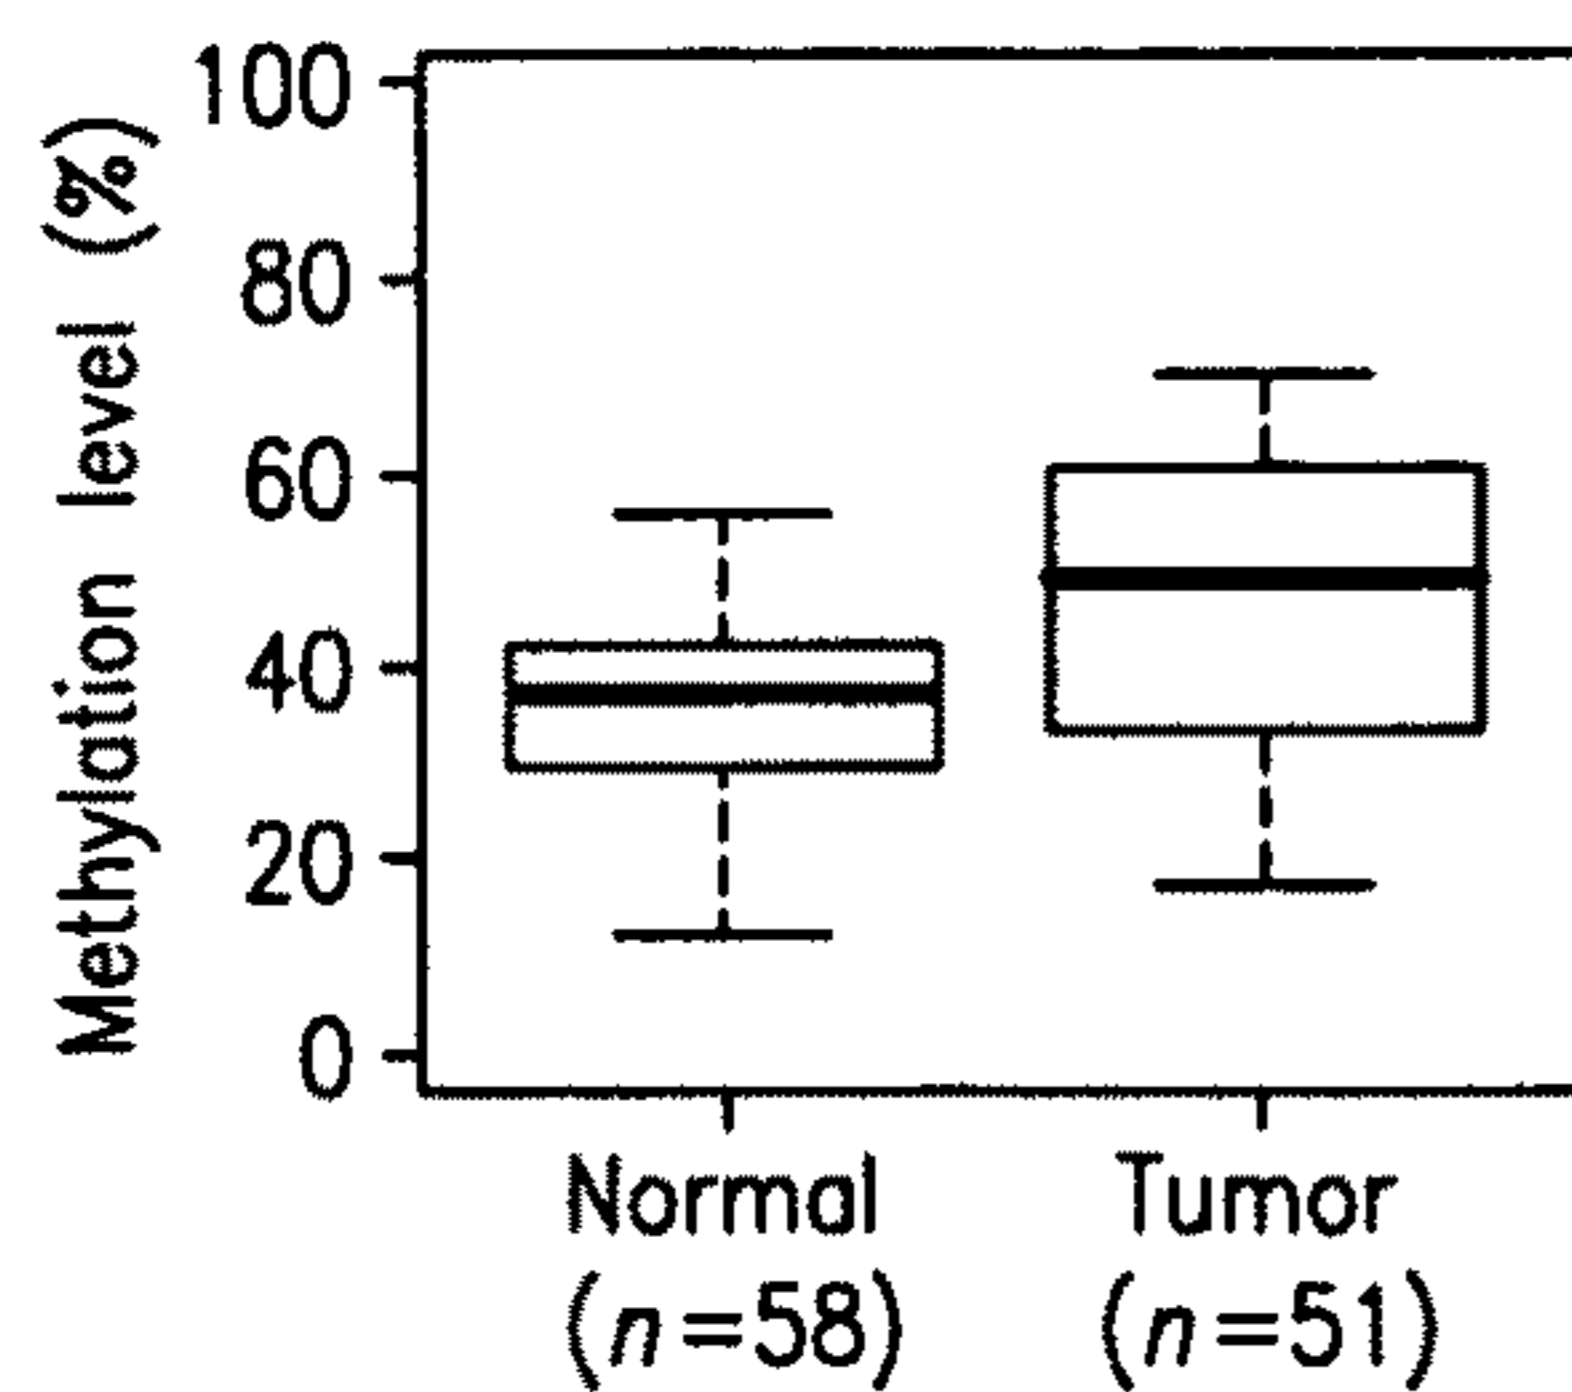 Methylation level (%)
100
80
60
40
20
0
Normal
(n=58)
Tumor
(n=51)